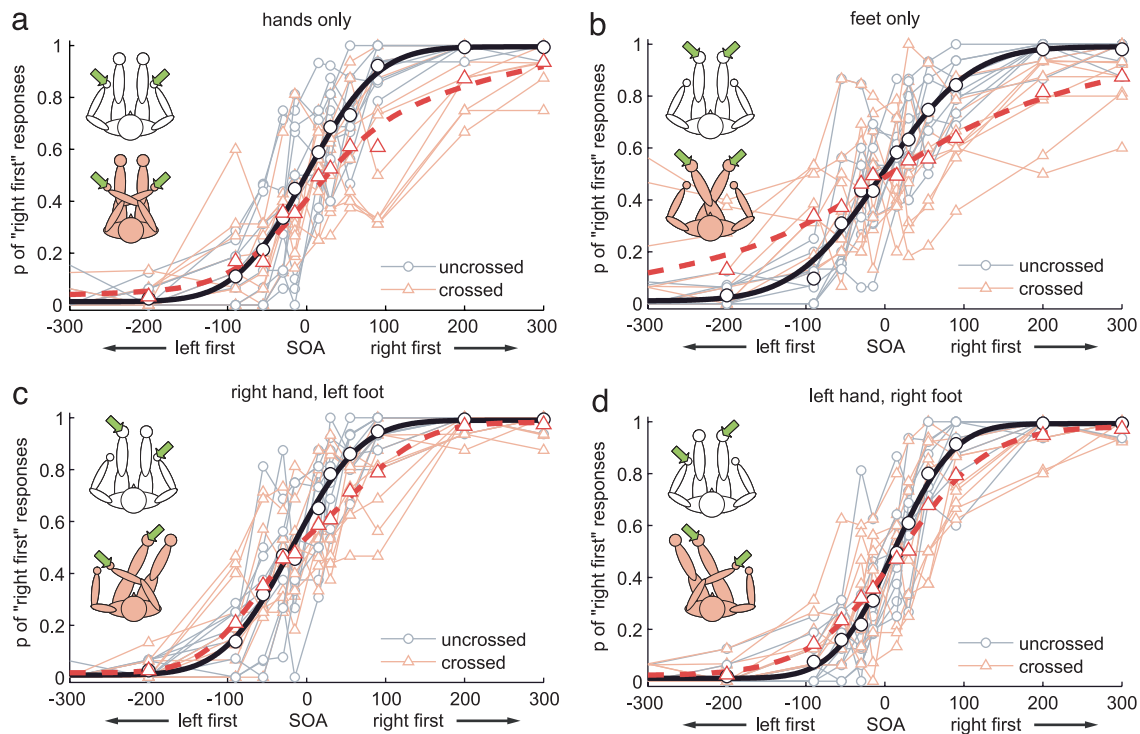 a
hands only
p of "right first" responses
1
0.8
0.6
0.4
0.2
0
uncrossed
crossed
-300 -200 -100 0 100 200 300
left first SOA right first
b
feet only
p of "right first" responses
1
0.8
0.6
0.4
0.2
0
uncrossed
crossed
-300 -200 -100 0 100 200 300
left first SOA right first
c
right hand, left foot
p of "right first" responses
1
0.8
0.6
0.4
0.2
0
uncrossed
crossed
-300 -200 -100 0 100 200 300
left first SOA right first
d
left hand, right foot
p of "right first" responses
1
0.8
0.6
0.4
0.2
0
uncrossed
crossed
-300 -200 -100 0 100 200 300
left first SOA right first